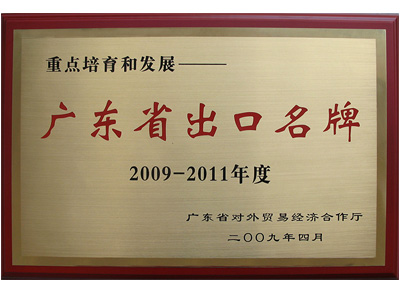 重点培育和发展——
广东省出口名牌
2009-2011年度
广东省对外贸易经济合作厅
二〇〇九年四月